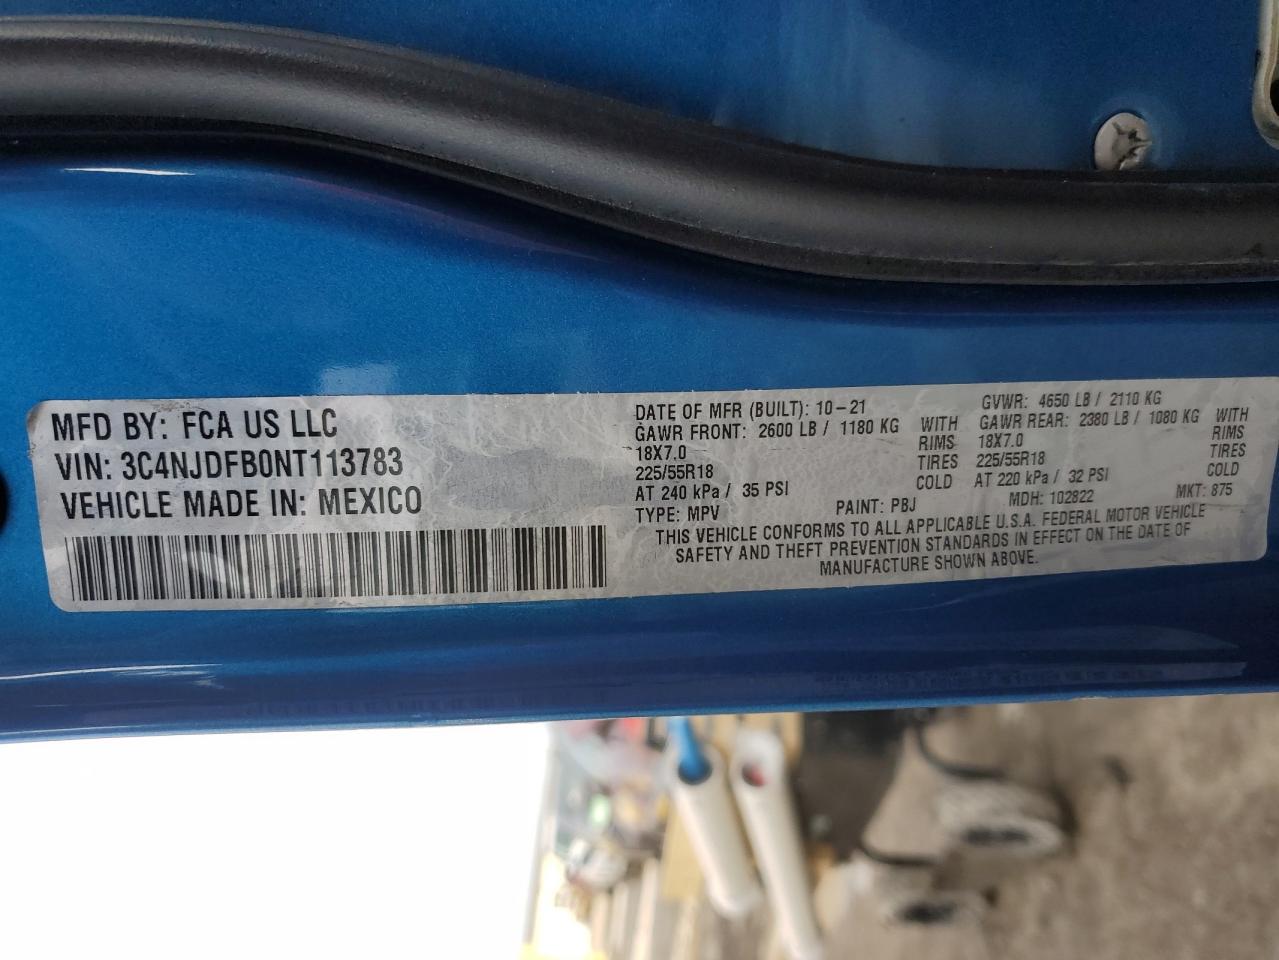 MFD BY: FCA US LLC
VIN: 3C4NJDFB0NT113783
VEHICLE MADE IN: MEXICO
DATE OF MFR (BUILT): 10-21 GVWR: 4650 LB / 2110 KG
GAWR FRONT: 2600 LB / 1180 KG WITH GAWR REAR: 2380 LB / 1080 KG WITH
18X7.0 RIMS 18X7.0 RIMS
225/55R18 TIRES 225/55R18 TIRES
AT 240 kPa / 35 PSI COLD AT 220 kPa / 32 PSI COLD
TYPE: MPV PAINT: PBJ MDH: 102822 MKT: 875
THIS VEHICLE CONFORMS TO ALL APPLICABLE U.S.A. FEDERAL MOTOR VEHICLE
SAFETY AND THEFT PREVENTION STANDARDS IN EFFECT ON THE DATE OF
MANUFACTURE SHOWN ABOVE.